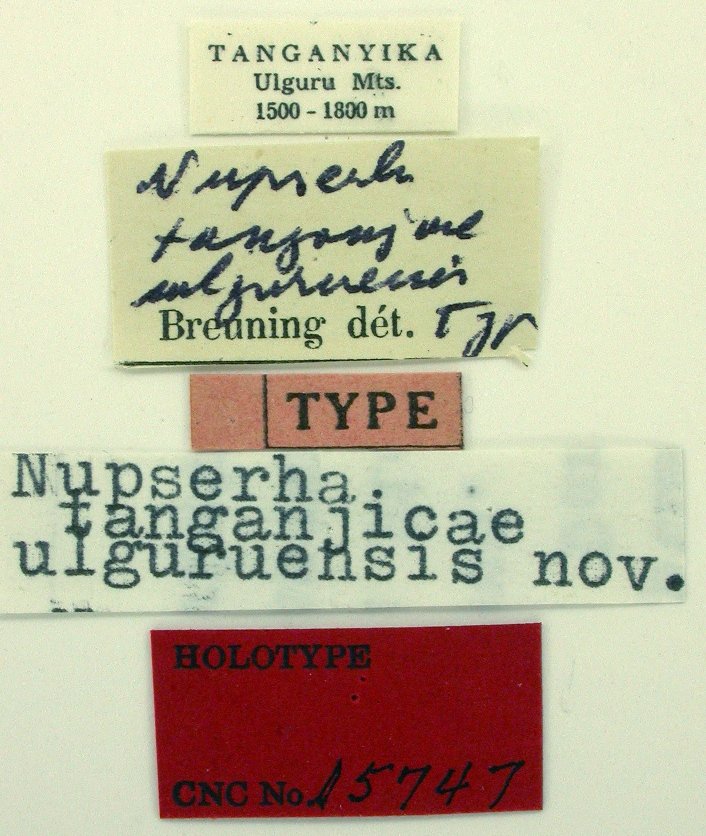 TANGANYIKA
Ulguru Mts.
1500 - 1800 m
Nupserha
tanganjicae
ulguruensis
Breuning dét. Typ
TYPE
Nupserha
tanganjicae
ulguruensis nov.
HOLOTYPE
CNC No. 15747